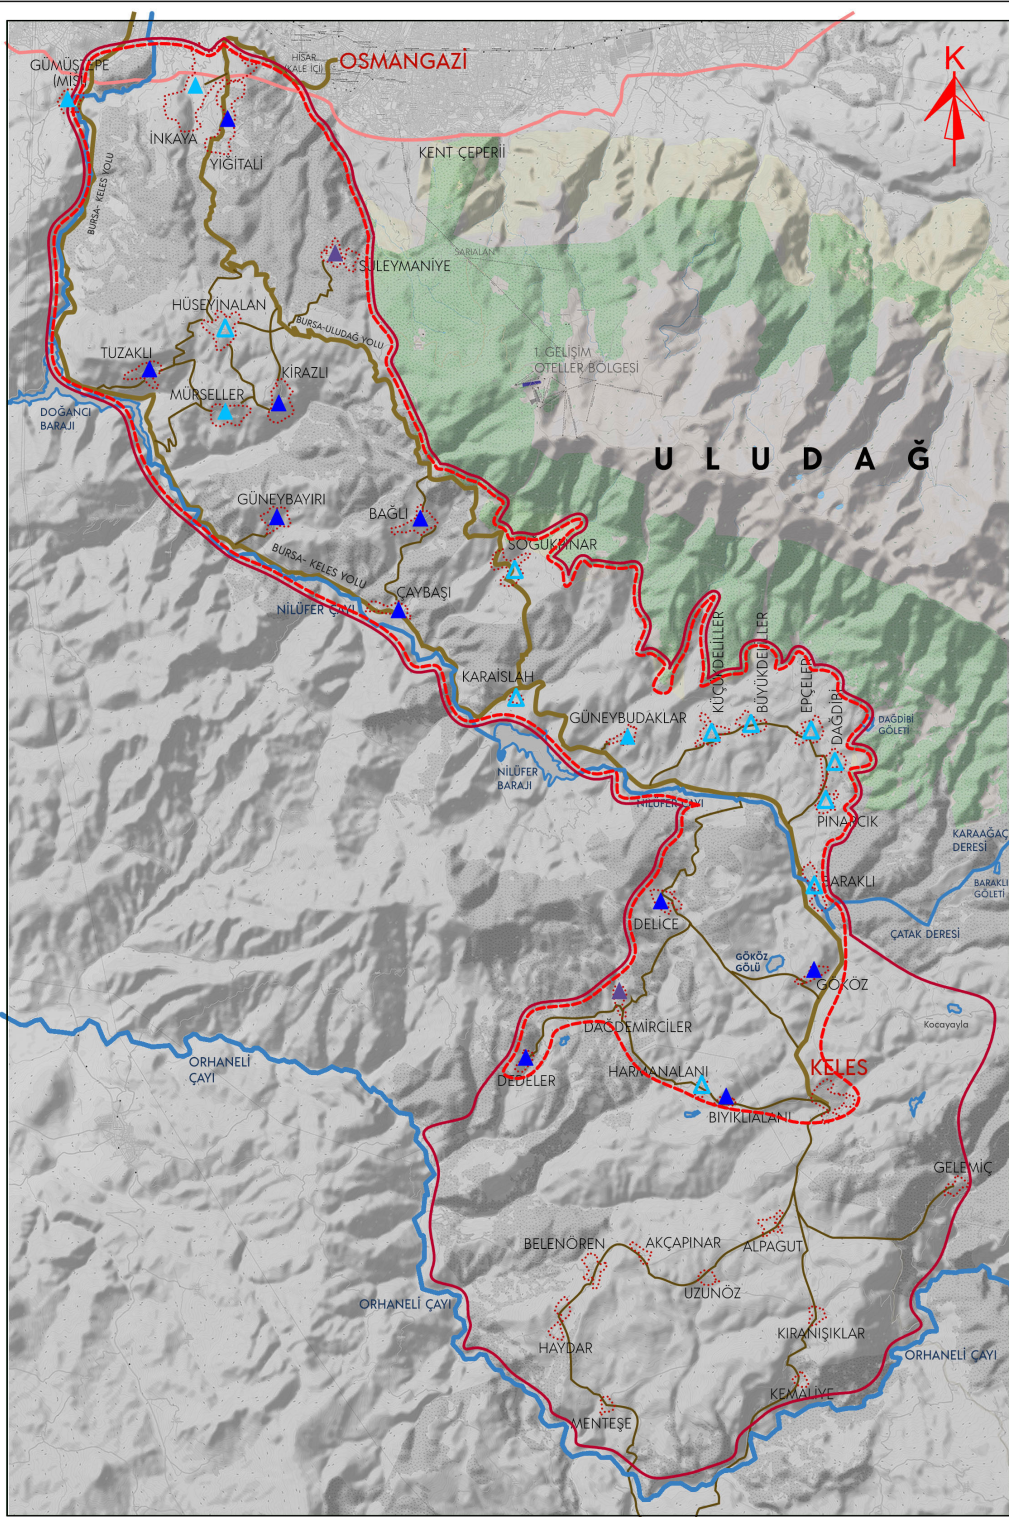 K
GÜMÜŞTEPE
(MİSİ)
HİSAR
(KALE İÇİ)
OSMANGAZİ
İNKAYA
YİĞİTALİ
KENT ÇEPERİİ
BURSA- KELES YOLU
SARIALAN
SÜLEYMANİYE
HÜSEYİNALAN
BURSA-ULUDAĞ YOLU
TUZAKLI
KİRAZLI
MÜRSELLER
1. GELİŞİM
OTELLER BÖLGESİ
DOĞANCI
BARAJI
U L U D A Ğ
GÜNEYBAYIRI
BAĞLI
SOĞUKPINAR
BURSA- KELES YOLU
ÇAYBAŞI
NİLÜFER ÇAYI
KARAİSLAH
KÜÇÜKDELİLLER
BÜYÜKDELİLLER
EPÇELER
DAĞDİBİ
GÜNEYBUDAKLAR
DAĞDİBİ
GÖLETİ
NİLÜFER
BARAJI
NİLÜFER ÇAYI
PINARCIK
KARAAĞAÇ
DERESİ
BARAKLI
BARAKLI
GÖLETİ
DELİCE
ÇATAK DERESİ
GÖKÖZ
GÖLÜ
GÖKÖZ
DAĞDEMİRCİLER
Kocayayla
ORHANELİ
ÇAYI
DEDELER
HARMANALANI
KELES
BIYIKLIALANI
GELEMİÇ
BELENÖREN
AKÇAPINAR
ALPAGUT
UZUNÖZ
ORHANELİ ÇAYI
HAYDAR
KIRANIŞIKLAR
ORHANELİ ÇAYI
KEMALİYE
MENTEŞE